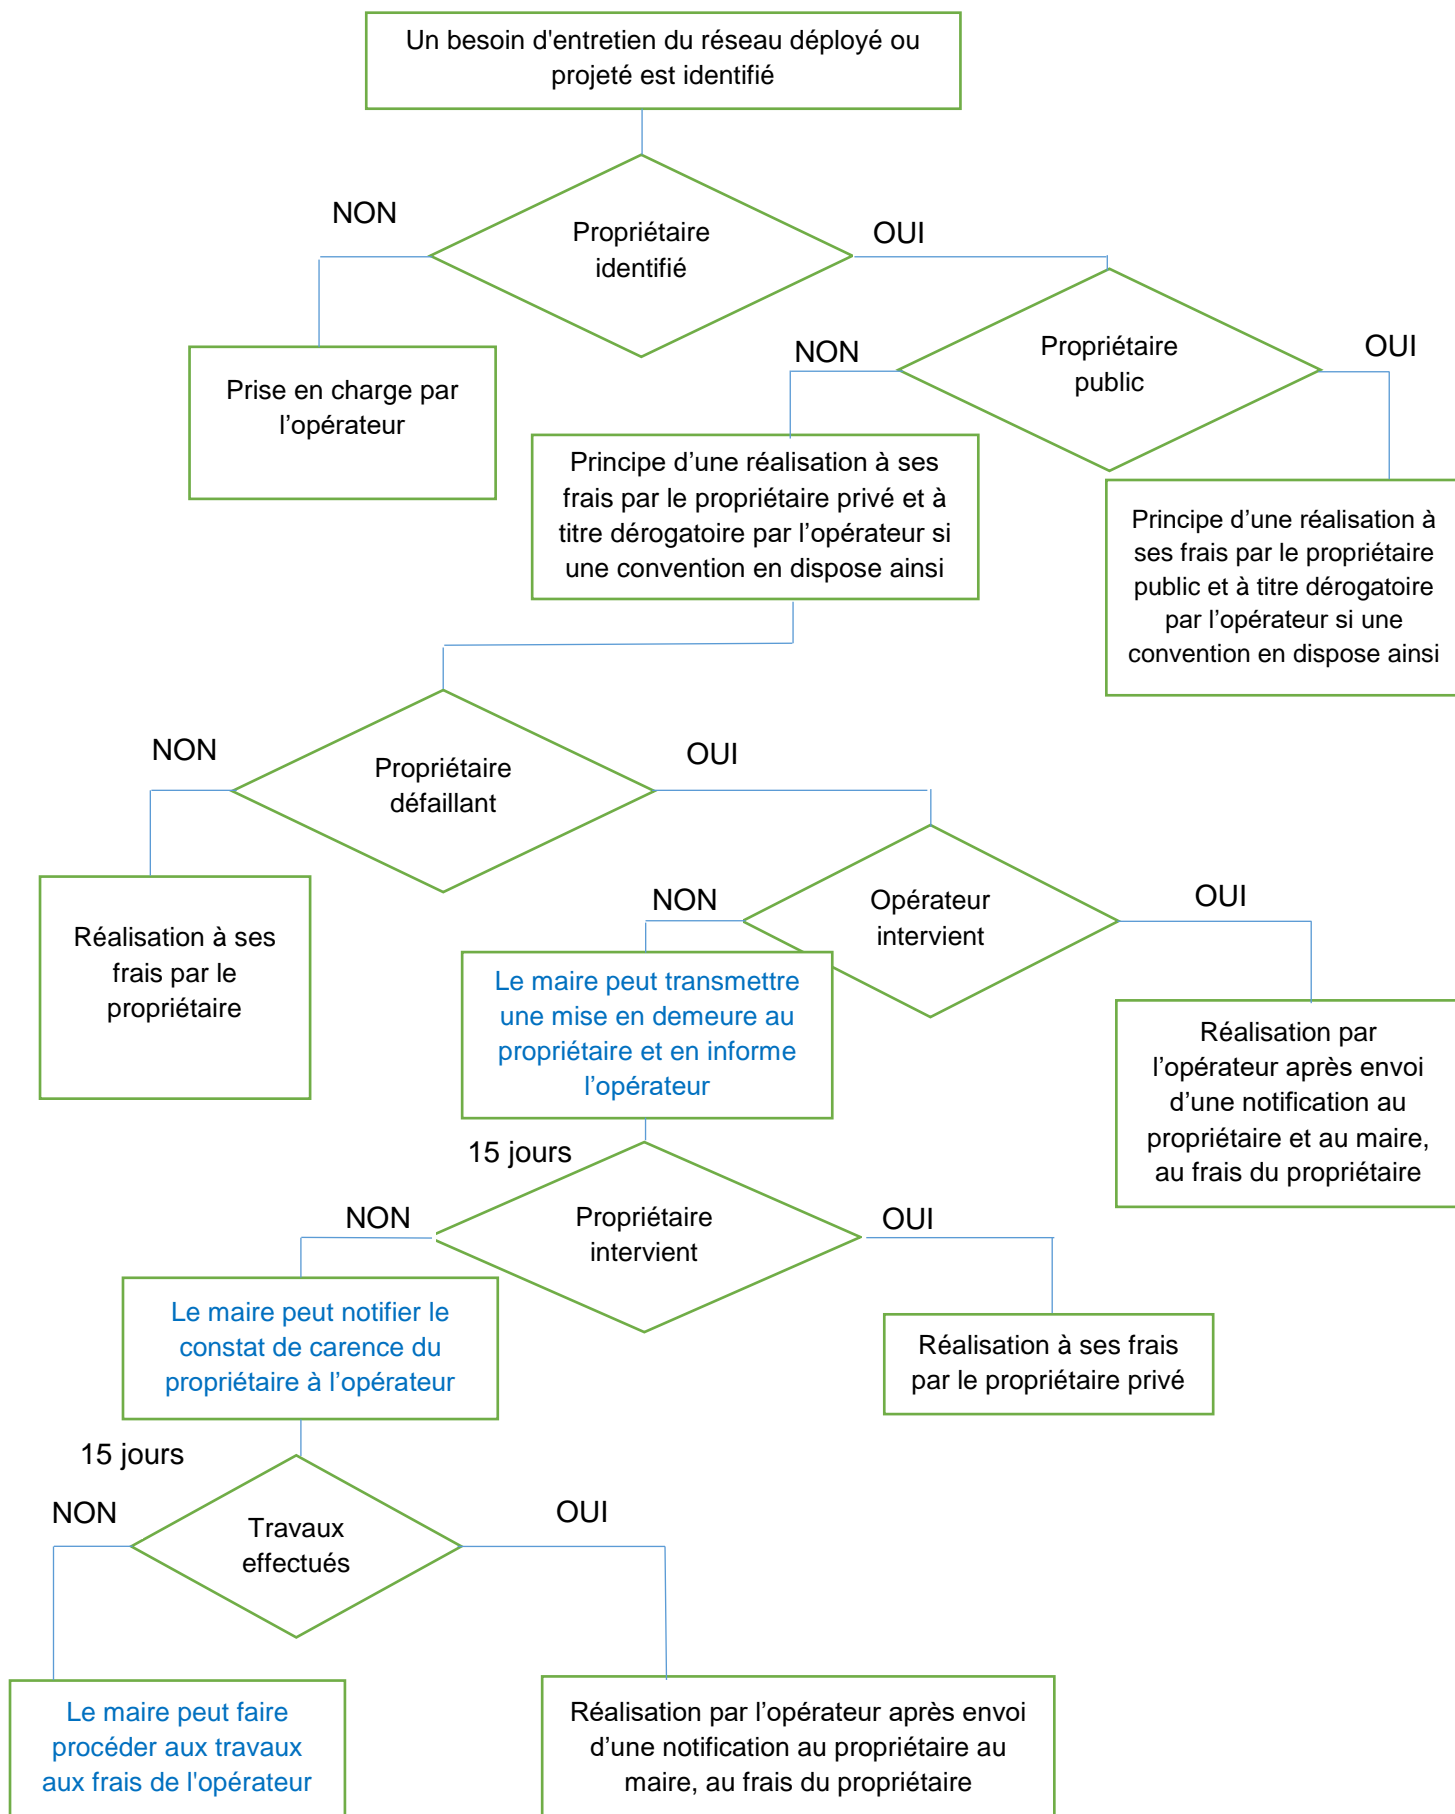 Un besoin d'entretien du réseau déployé ou
projeté est identifié
NON
Propriétaire
identifié
OUI
Prise en charge par
l’opérateur
NON
Propriétaire
public
OUI
Principe d’une réalisation à ses
frais par le propriétaire privé et à
titre dérogatoire par l’opérateur si
une convention en dispose ainsi
Principe d’une réalisation à
ses frais par le propriétaire
public et à titre dérogatoire
par l’opérateur si une
convention en dispose ainsi
NON
Propriétaire
défaillant
OUI
Réalisation à ses
frais par le
propriétaire
NON
Opérateur
intervient
OUI
Le maire peut transmettre
une mise en demeure au
propriétaire et en informe
l’opérateur
Réalisation par
l’opérateur après envoi
d’une notification au
propriétaire et au maire,
au frais du propriétaire
15 jours
NON
Propriétaire
intervient
OUI
Le maire peut notifier le
constat de carence du
propriétaire à l’opérateur
Réalisation à ses frais
par le propriétaire privé
15 jours
NON
Travaux
effectués
OUI
Le maire peut faire
procéder aux travaux
aux frais de l'opérateur
Réalisation par l’opérateur après envoi
d’une notification au propriétaire au
maire, au frais du propriétaire